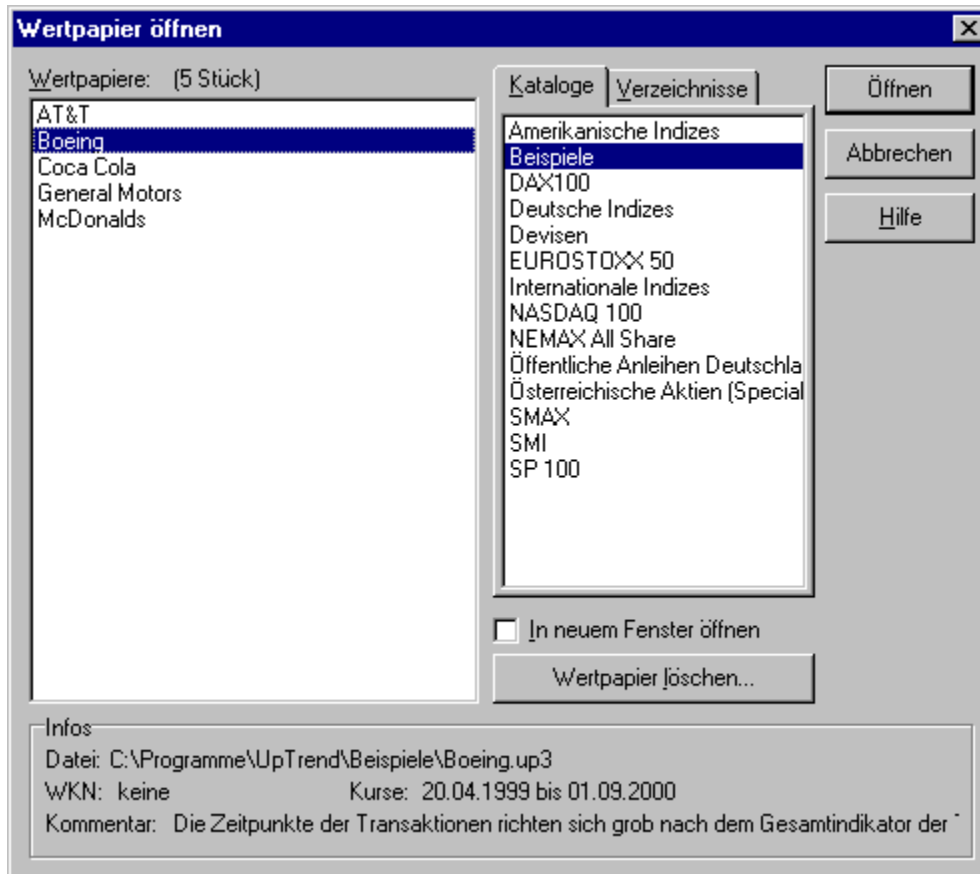 Wertpapier öffnen
Wertpapiere: (5 Stück)
AT&T
Boeing
Coca Cola
General Motors
McDonalds
Kataloge
Verzeichnisse
Amerikanische Indizes
Beispiele
DAX100
Deutsche Indizes
Devisen
EUROSTOXX 50
Internationale Indizes
NASDAQ 100
NEMAX All Share
Öffentliche Anleihen Deutschla
Österreichische Aktien (Special
SMAX
SMI
SP 100
Öffnen
Abbrechen
Hilfe
In neuem Fenster öffnen
Wertpapier löschen...
Infos
Datei: C:\Programme\UpTrend\Beispiele\Boeing.up3
WKN: keine Kurse: 20.04.1999 bis 01.09.2000
Kommentar: Die Zeitpunkte der Transaktionen richten sich grob nach dem Gesamtindikator der